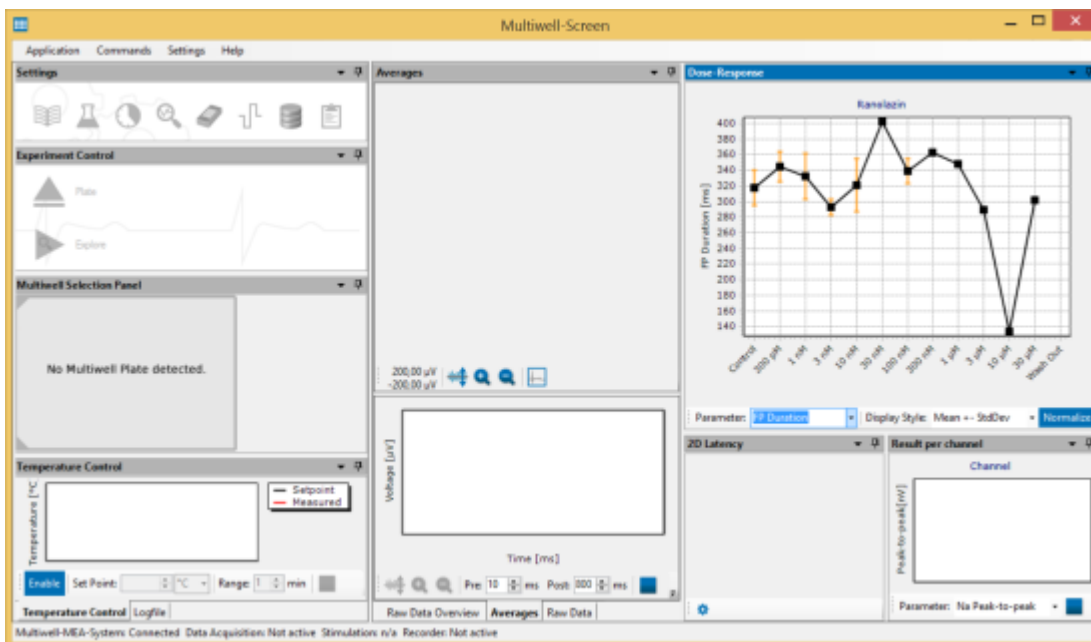 Multiwell-Screen
Application Commands Settings Help
Settings
Experiment Control
Plate
Explore
Multiwell Selection Panel
No Multiwell Plate detected.
Temperature Control
Temperature [°C
Setpoint
Measured
Enable Set Point: °C Range: 1 min
Temperature Control Logfile
Averages
200,00 µV
-200,00 µV
Voltage [µV]
Time [ms]
Pre: 10 ms Post: 800 ms
Raw Data Overview Averages Raw Data
Dose-Response
Ranolazin
FP Duration [ms]
400
380
360
340
320
300
280
260
240
220
200
180
160
140
Control
200 pM
1 nM
3 nM
10 nM
30 nM
100 nM
200 nM
1 µM
3 µM
10 µM
30 µM
Wash Out
Parameter: FP Duration Display Style: Mean +- StdDev Normalize
2D Latency
Result per channel
Channel
Peak-to-peak[nV]
Parameter: Na Peak-to-peak
Multiwell-MEA-System: Connected Data Acquisition: Not active Stimulation: n/a Recorder: Not active